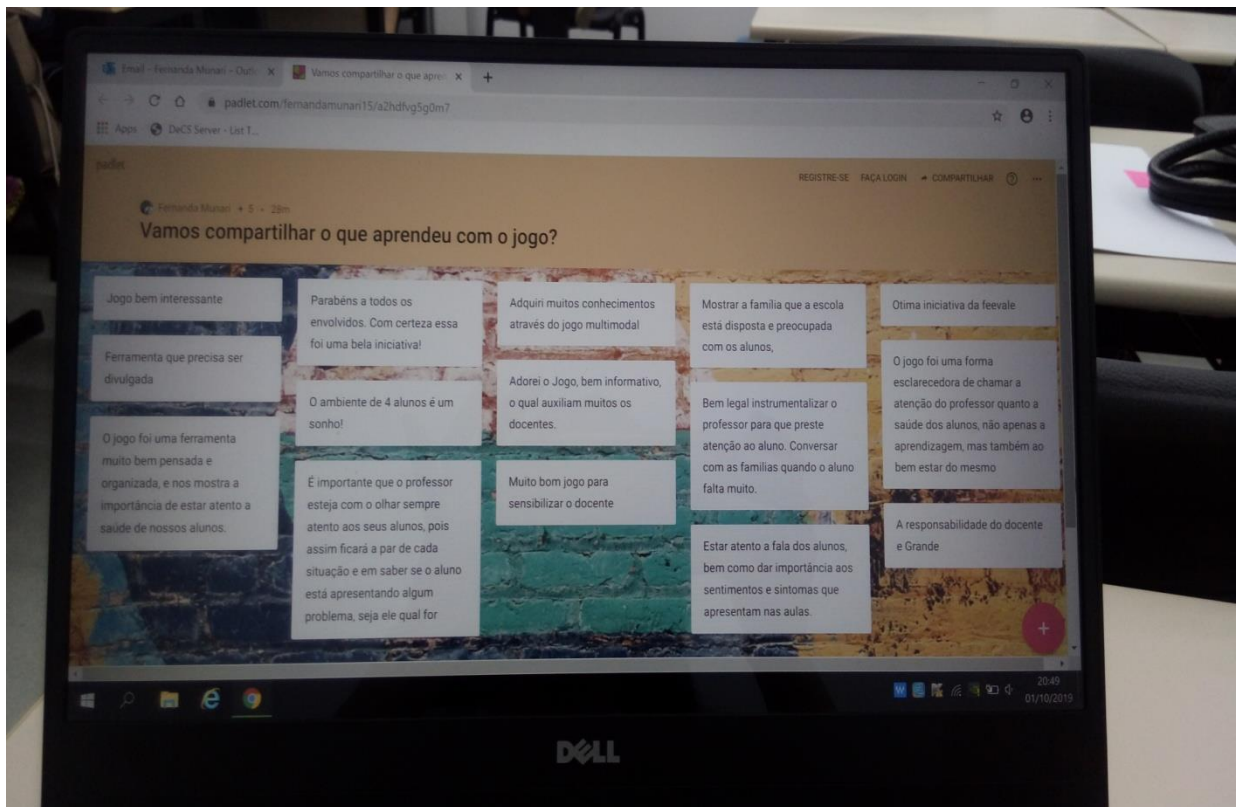 Email - Fernanda Munari - Outl
Vamos compartilhar o que apre
padlet.com/fernandamunari15/a2hdfvg5g0m7
Apps
DeCS Server - List T...
padlet
REGISTRE-SE FAÇA LOGIN COMPARTILHAR
Fernanda Munari + 5 • 28m
Vamos compartilhar o que aprendeu com o jogo?
Jogo bem interessante
Ferramenta que precisa ser
divulgada
O jogo foi uma ferramenta
muito bem pensada e
organizada, e nos mostra a
importância de estar atento a
saúde de nossos alunos.
Parabéns a todos os
envolvidos. Com certeza essa
foi uma bela iniciativa!
O ambiente de 4 alunos é um
sonho!
É importante que o professor
esteja com o olhar sempre
atento aos seus alunos, pois
assim ficará a par de cada
situação e em saber se o aluno
está apresentando algum
problema, seja ele qual for
Adquiri muitos conhecimentos
através do jogo multimodal
Adorei o Jogo, bem informativo,
o qual auxiliam muitos os
docentes.
Muito bom jogo para
sensibilizar o docente
Mostrar a família que a escola
está disposta e preocupada
com os alunos,
Bem legal instrumentalizar o
professor para que preste
atenção ao aluno. Conversar
com as familias quando o aluno
falta muito.
Estar atento a fala dos alunos,
bem como dar importância aos
sentimentos e sintomas que
apresentam nas aulas.
Otima iniciativa da feevale
O jogo foi uma forma
esclarecedora de chamar a
atenção do professor quanto a
saúde dos alunos, não apenas a
aprendizagem, mas também ao
bem estar do mesmo
A responsabilidade do docente
e Grande
20:49
01/10/2019
DELL